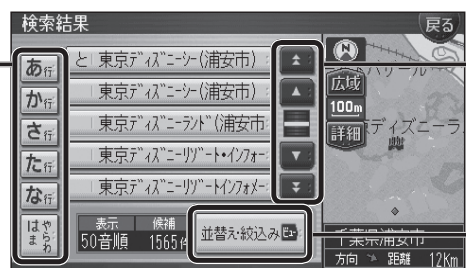 検索結果
戻る
あ行
か行
さ行
た行
な行
はまやらわ
と 東京ディズニーシー(浦安市)
東京ディズニーシー(浦安市)
東京ディズニーランド(浦安市
東京ディズニーリゾート・インフォー
東京ディズニーリゾート・インフォメー
表示
50音順
候補
1565件
並替え・絞込み
N
広域
100m
詳細
ディズニーラ
千葉県浦安市
方向
距離 12Km